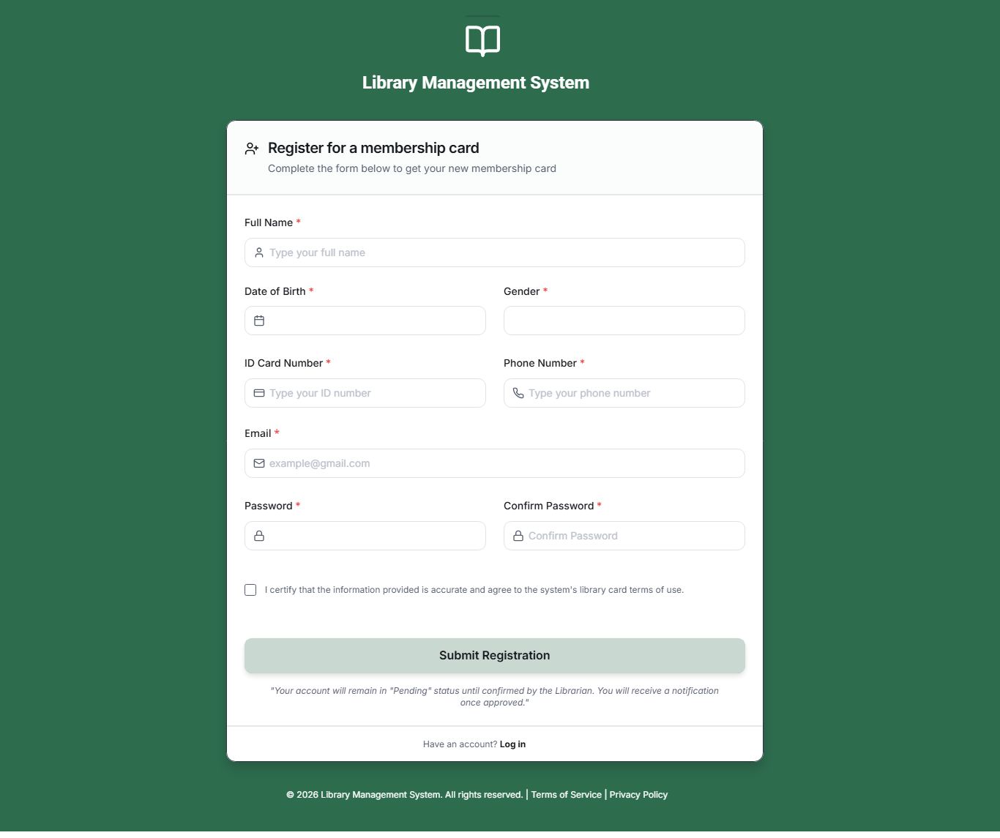 Library Management System
Register for a membership card
Complete the form below to get your new membership card
Full Name *
Type your full name
Date of Birth *
Gender *
ID Card Number *
Phone Number *
Type your ID number
Type your phone number
Email *
example@gmail.com
Password *
Confirm Password *
Confirm Password
I certify that the information provided is accurate and agree to the system's library card terms of use.
Submit Registration
"Your account will remain in "Pending" status until confirmed by the Librarian. You will receive a notification
once approved."
Have an account? Log in
© 2026 Library Management System. All rights reserved. | Terms of Service | Privacy Policy